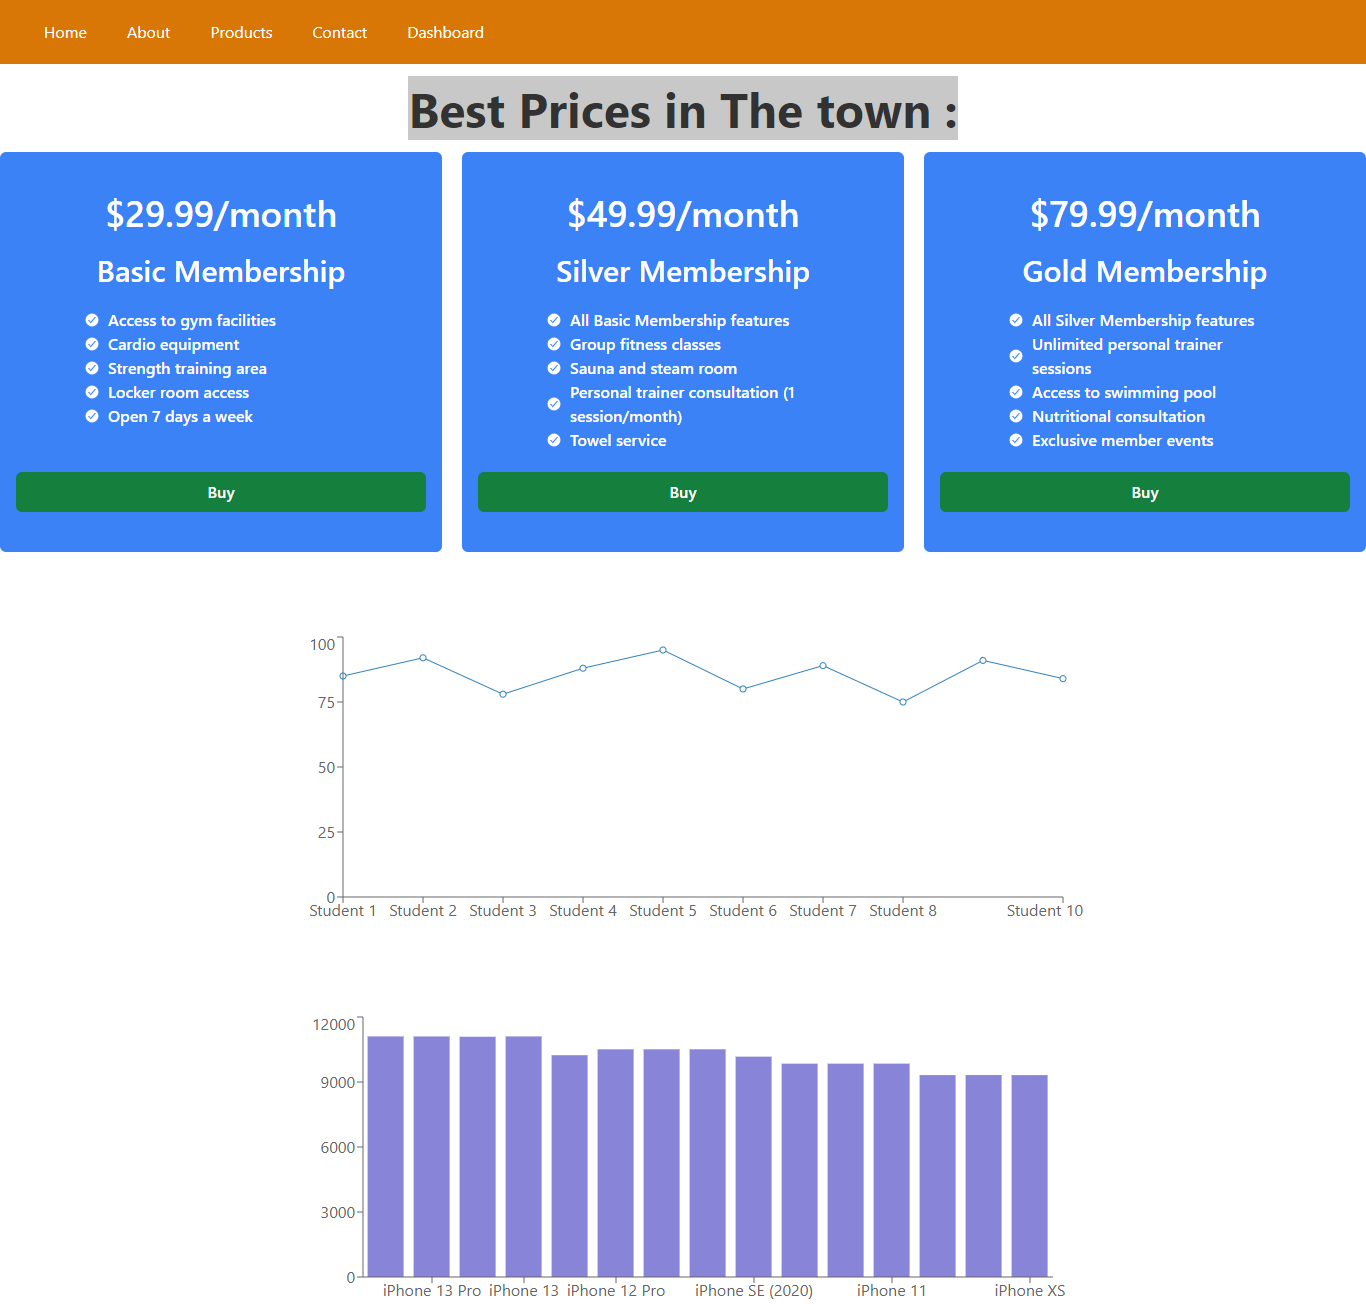 Home About Products Contact Dashboard
Best Prices in The town :
$29.99/month
Basic Membership
Access to gym facilities
Cardio equipment
Strength training area
Locker room access
Open 7 days a week
Buy
$49.99/month
Silver Membership
All Basic Membership features
Group fitness classes
Sauna and steam room
Personal trainer consultation (1
session/month)
Towel service
Buy
$79.99/month
Gold Membership
All Silver Membership features
Unlimited personal trainer
sessions
Access to swimming pool
Nutritional consultation
Exclusive member events
Buy
100
75
50
25
0
Student 1 Student 2 Student 3 Student 4 Student 5 Student 6 Student 7 Student 8 Student 10
12000
9000
6000
3000
0
iPhone 13 Pro iPhone 13 iPhone 12 Pro iPhone SE (2020) iPhone 11 iPhone XS